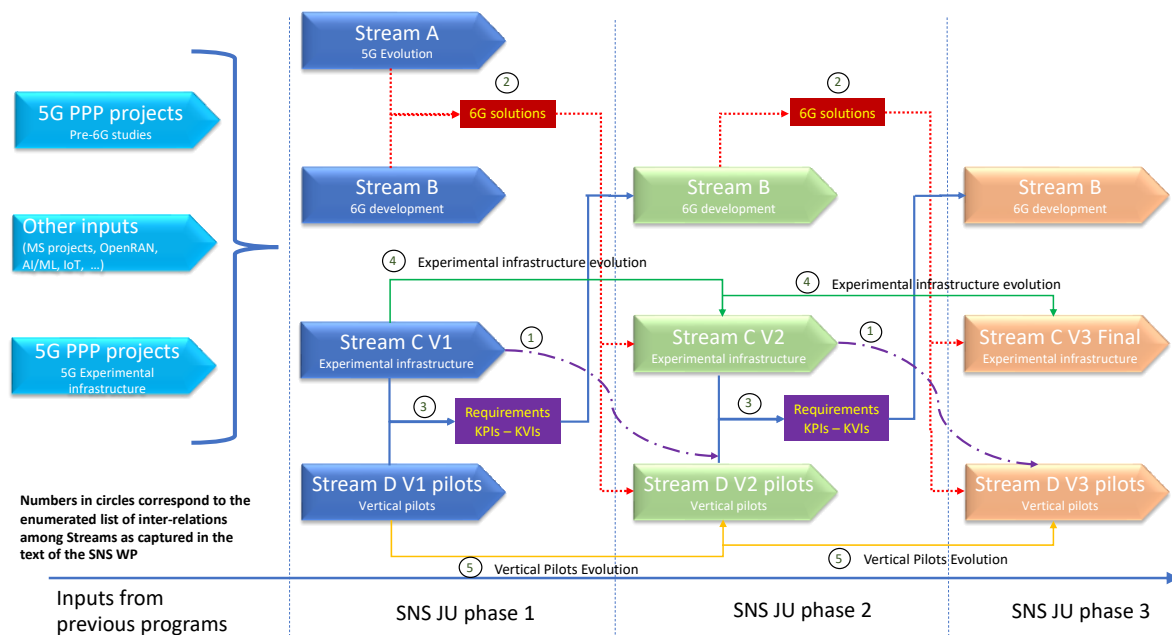 Stream A
5G Evolution
2
2
5G PPP projects
Pre-6G studies
6G solutions
6G solutions
Stream B
6G development
Stream B
6G development
Stream B
6G development
Other inputs
(MS projects, OpenRAN,
AI/ML, IoT, …)
4
Experimental infrastructure evolution
4
Experimental infrastructure evolution
5G PPP projects
5G Experimental
infrastructure
Stream C V1
Experimental infrastructure
1
Stream C V2
Experimental infrastructure
1
Stream C V3 Final
Experimental infrastructure
3
Requirements
KPIs – KVIs
3
Requirements
KPIs – KVIs
Stream D V1 pilots
Vertical pilots
Stream D V2 pilots
Vertical pilots
Stream D V3 pilots
Vertical pilots
Numbers in circles correspond to the
enumerated list of inter-relations
among Streams as captured in the
text of the SNS WP
5
Vertical Pilots Evolution
5
Vertical Pilots Evolution
Inputs from
previous programs
SNS JU phase 1
SNS JU phase 2
SNS JU phase 3